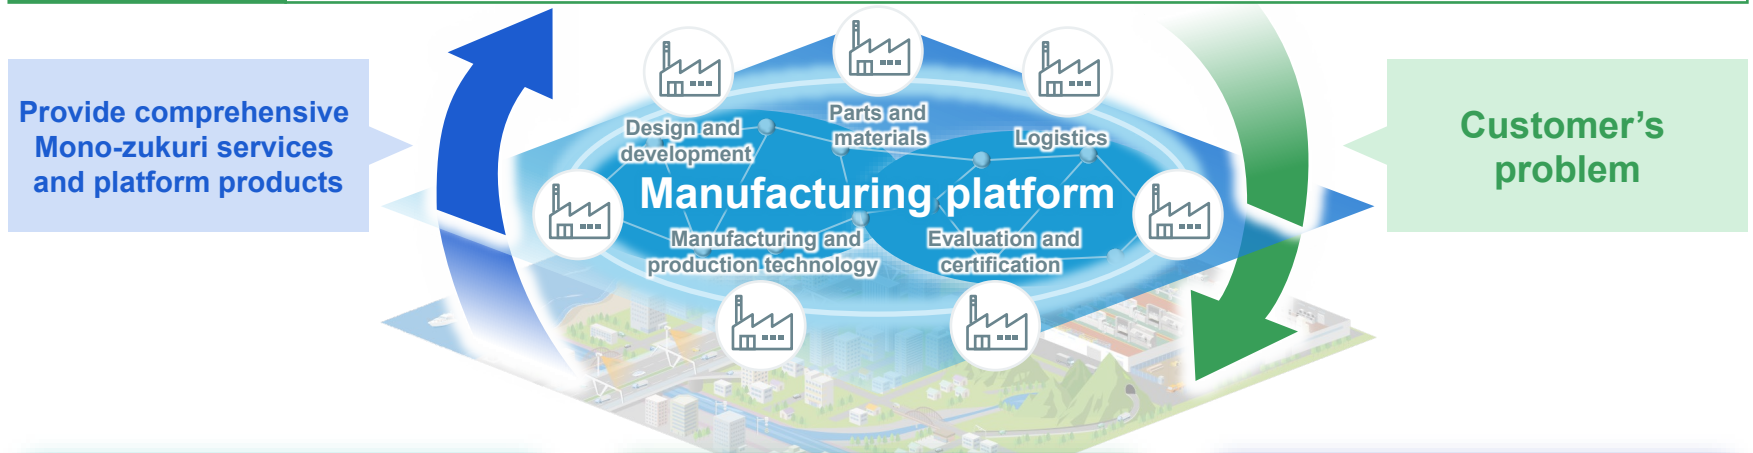 Provide comprehensive
Mono-zukuri services
and platform products
Design and
development
Parts and
materials
Logistics
Manufacturing platform
Manufacturing and
production technology
Evaluation and
certification
Customer’s
problem